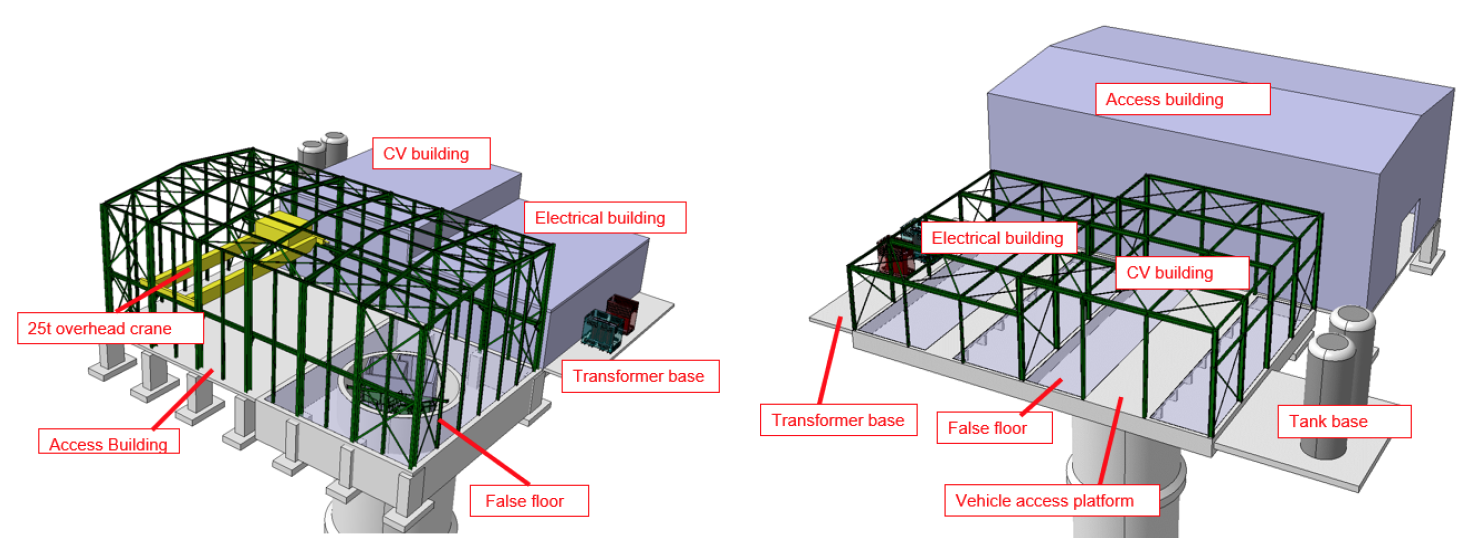 CV building
Electrical building
25t overhead crane
Transformer base
Access Building
False floor
Access building
Electrical building
CV building
Transformer base
False floor
Tank base
Vehicle access platform